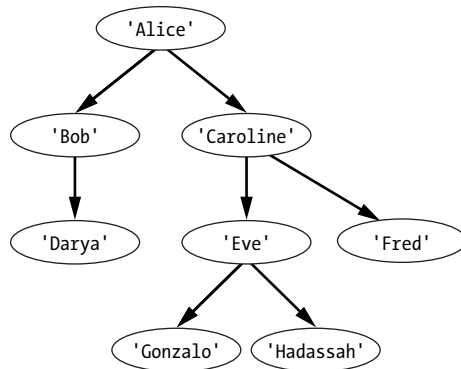 'Alice'
'Bob'
'Caroline'
'Darya'
'Eve'
'Fred'
'Gonzalo'
'Hadassah'